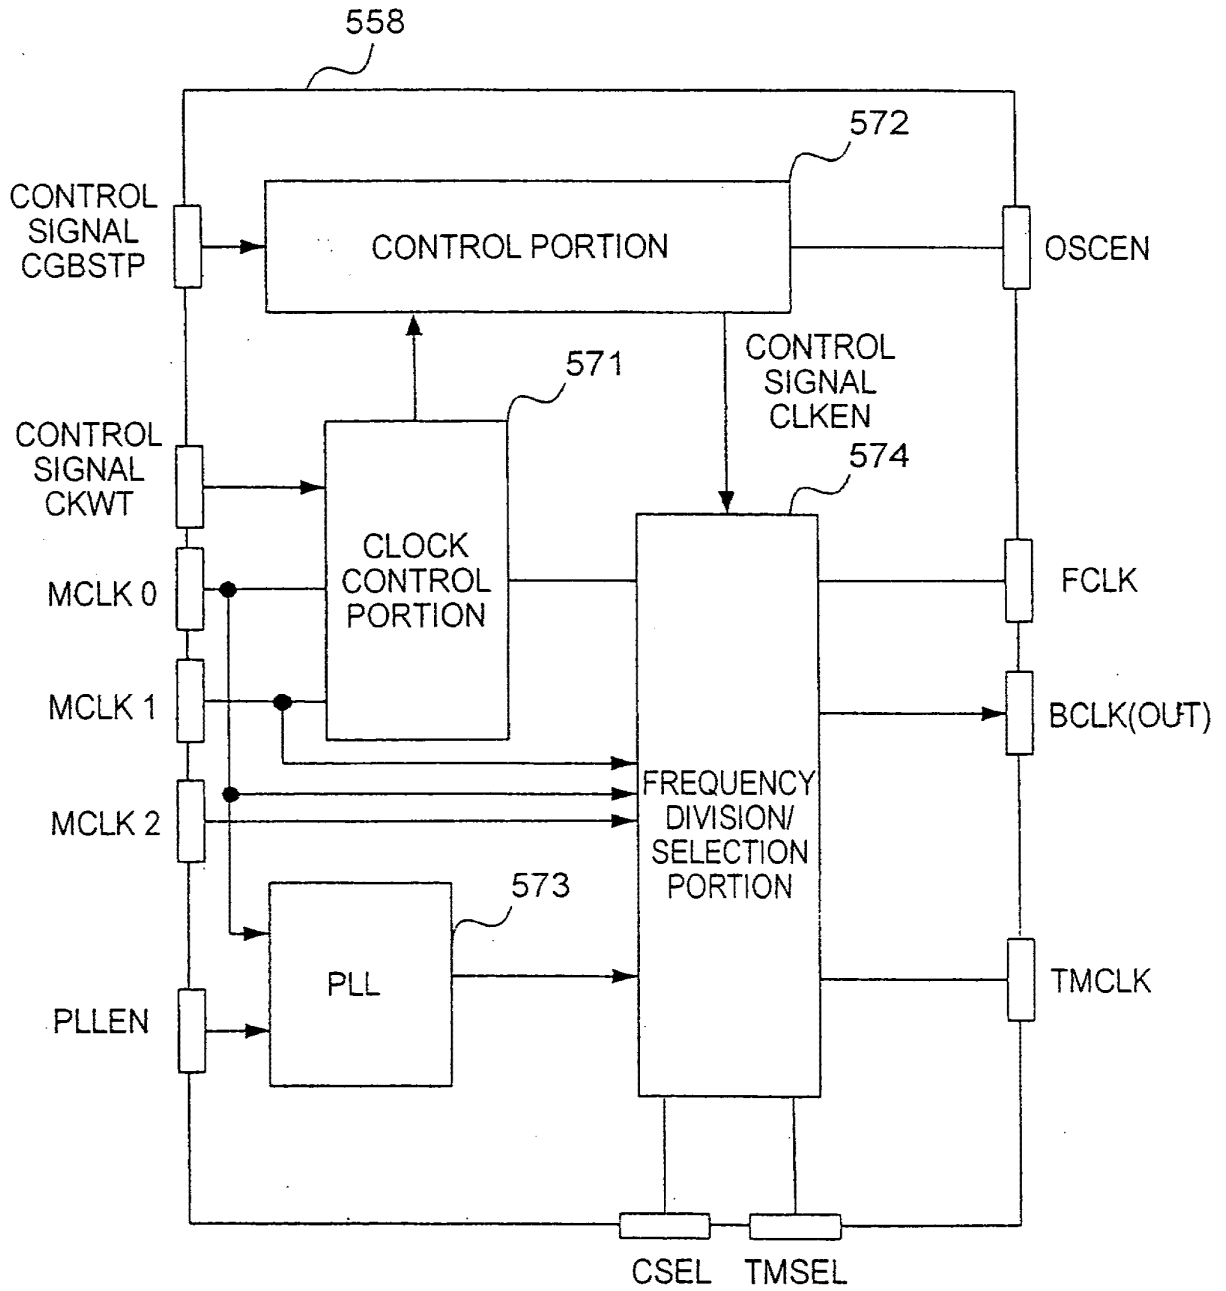 558
572
CONTROL
SIGNAL
CGBSTP
CONTROL PORTION
OSCEN
CONTROL
SIGNAL
CLKEN
571
CONTROL
SIGNAL
CKWT
574
CLOCK
CONTROL
PORTION
MCLK 0
FCLK
MCLK 1
BCLK(OUT)
MCLK 2
FREQUENCY
DIVISION/
SELECTION
PORTION
573
PLL
TMCLK
PLLEN
CSEL
TMSEL